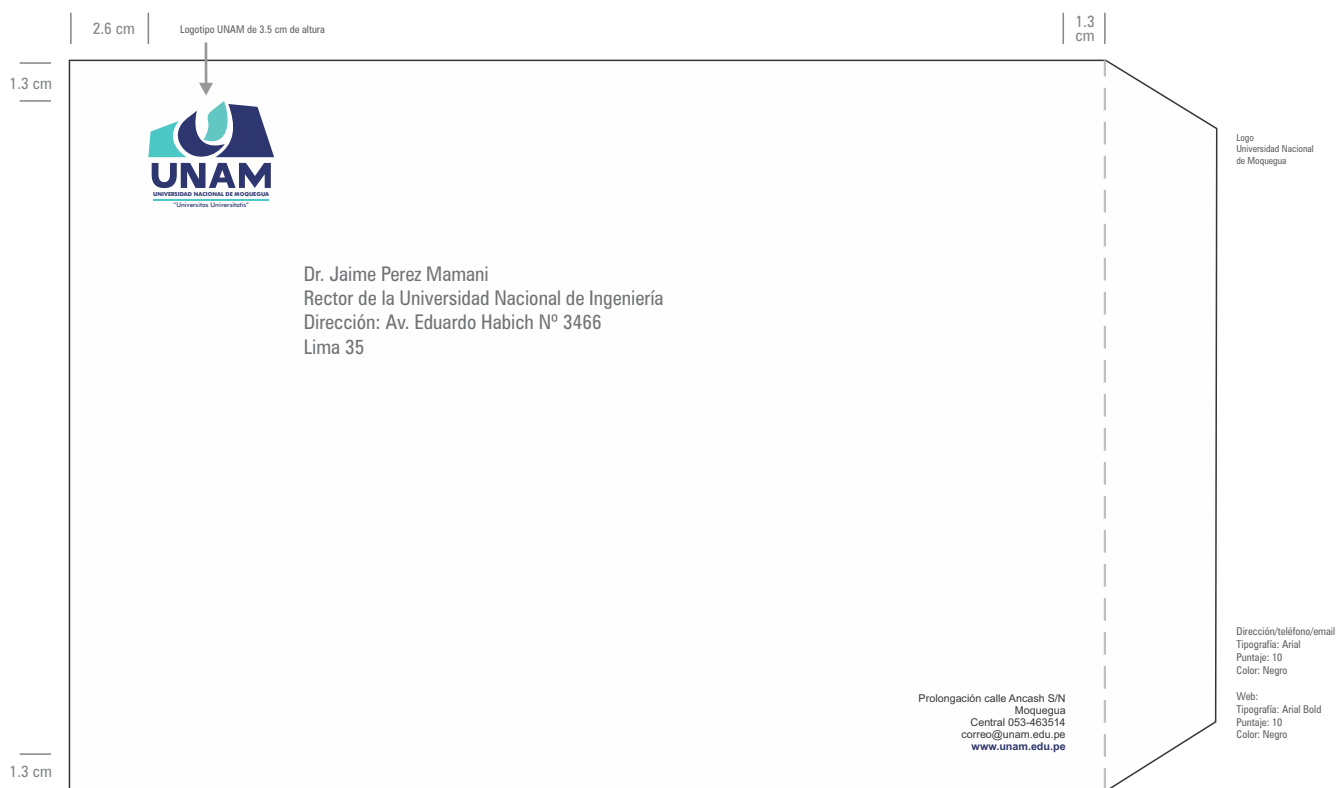 2.6 cm
Logotipo UNAM de 3.5 cm de altura
1.3
cm
1.3 cm
UNAM
UNIVERSIDAD NACIONAL DE MOQUEGUA
"Universitas Universitatis"
Logo
Universidad Nacional
de Moquegua
Dr. Jaime Perez Mamani
Rector de la Universidad Nacional de Ingeniería
Dirección: Av. Eduardo Habich Nº 3466
Lima 35
Dirección/teléfono/email
Tipografía: Arial
Puntaje: 10
Color: Negro
Web:
Tipografía: Arial Bold
Puntaje: 10
Color: Negro
Prolongación calle Ancash S/N
Moquegua
Central 053-463514
correo@unam.edu.pe
www.unam.edu.pe
1.3 cm